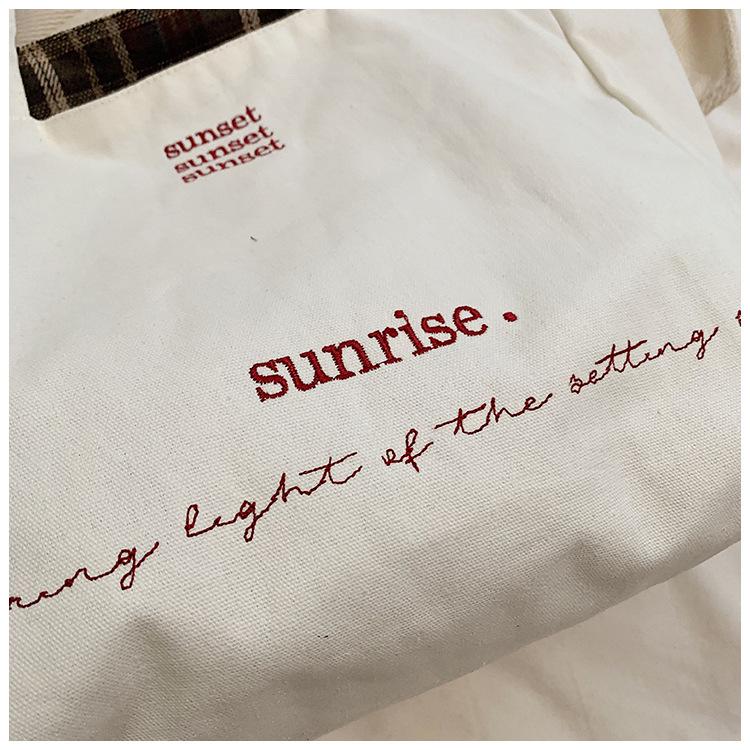 sunset
sunset
sunset
sunrise.
light of the setting